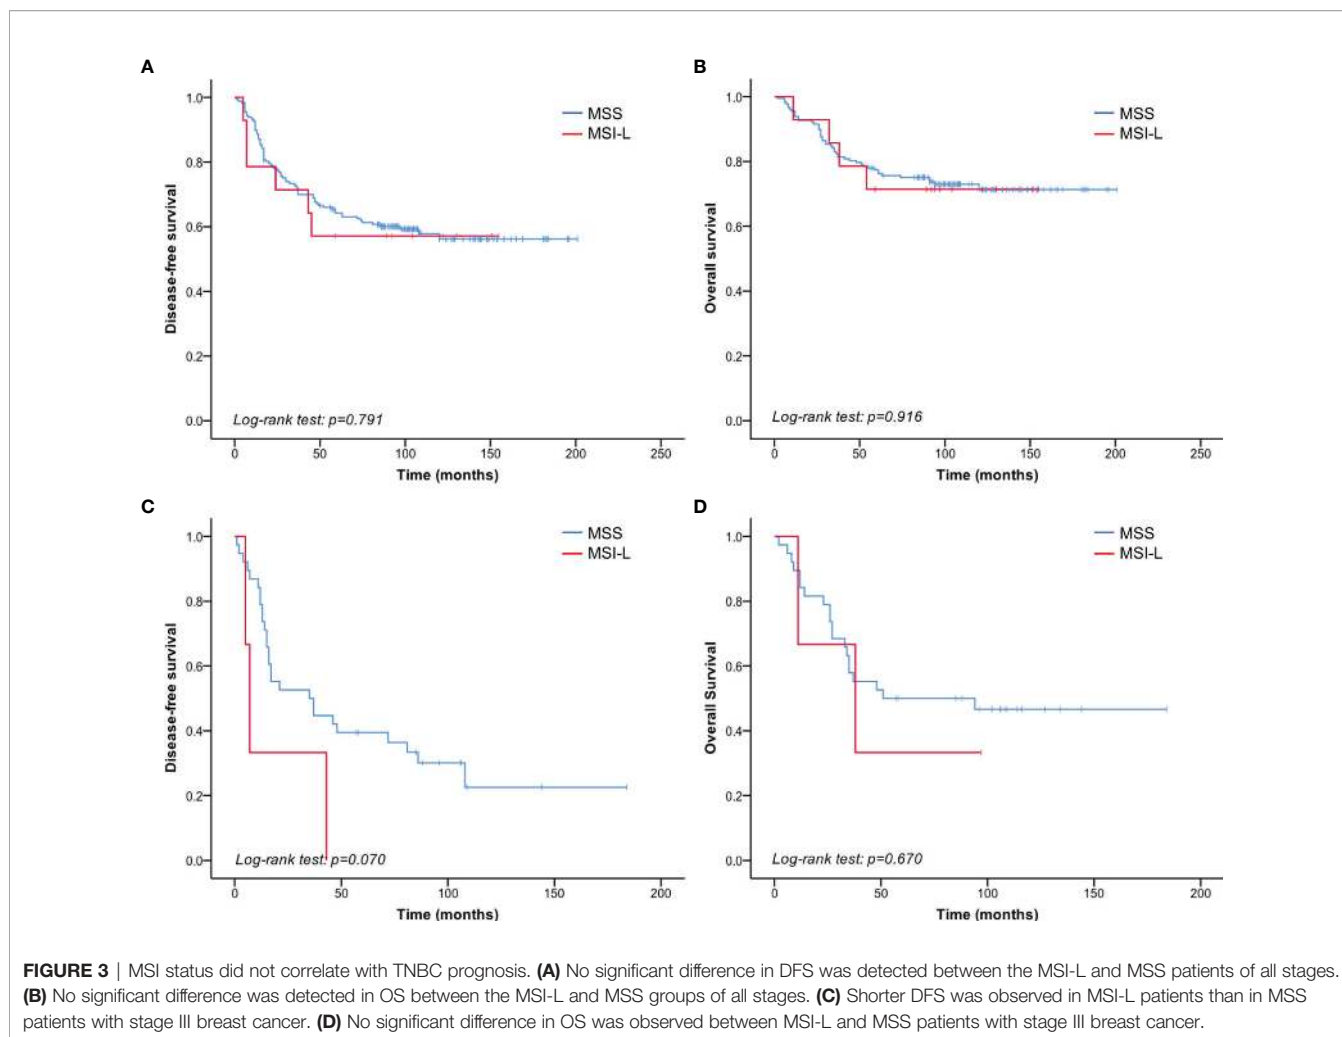 A
1.0
0.8
0.6
0.4
0.2
0.0
Disease-free survival
MSS
MSI-L
Log-rank test: p=0.791
0 50 100 150 200 250
Time (months)
B
1.0
0.8
0.6
0.4
0.2
0.0
Overall survival
MSS
MSI-L
Log-rank test: p=0.916
0 50 100 150 200 250
Time (months)
C
1.0
0.8
0.6
0.4
0.2
0.0
Disease-free survival
MSS
MSI-L
Log-rank test: p=0.070
0 50 100 150 200
Time (months)
D
1.0
0.8
0.6
0.4
0.2
0.0
Overall Survival
MSS
MSI-L
Log-rank test: p=0.670
0 50 100 150 200
Time (months)
FIGURE 3 | MSI status did not correlate with TNBC prognosis. (A) No significant difference in DFS was detected between the MSI-L and MSS patients of all stages.
(B) No significant difference was detected in OS between the MSI-L and MSS groups of all stages. (C) Shorter DFS was observed in MSI-L patients than in MSS
patients with stage III breast cancer. (D) No significant difference in OS was observed between MSI-L and MSS patients with stage III breast cancer.